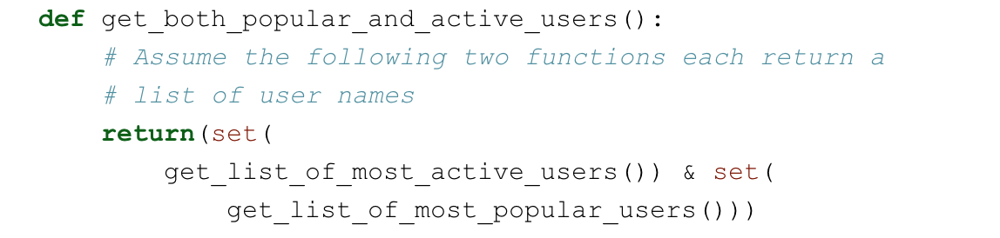 def get_both_popular_and_active_users():
    # Assume the following two functions each return a
    # list of user names
    return(set(
        get_list_of_most_active_users()) & set(
            get_list_of_most_popular_users()))